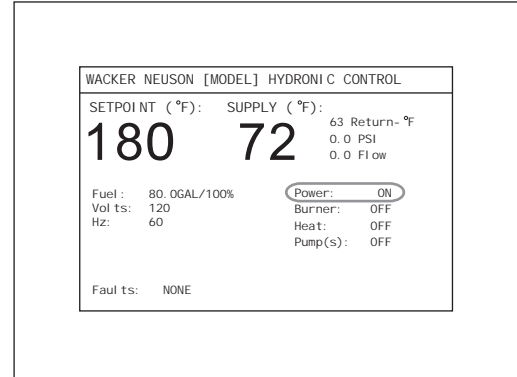 WACKER NEUSON [MODEL] HYDRONIC CONTROL
SETPOINT (°F): SUPPLY (°F):
180 72
63 Return-°F
0.0 PSI
0.0 Flow
Fuel: 80.0GAL/100%
Volts: 120
Hz: 60
Power: ON
Burner: OFF
Heat: OFF
Pump(s): OFF
Faults: NONE